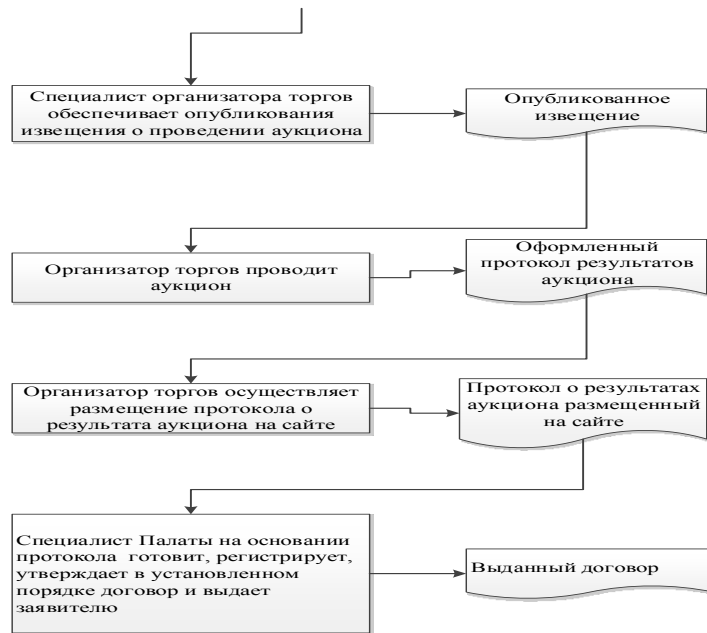 Специалист организатора торгов
обеспечивает опубликования
извещения о проведении аукциона
Опубликованное
извещение
Организатор торгов проводит
аукцион
Оформленный
протокол результатов
аукциона
Организатор торгов осуществляет
размещение протокола о
результата аукциона на сайте
Протокол о результатах
аукциона размещенный
на сайте
Специалист Палаты на основании
протокола готовит, регистрирует,
утверждает в установленном
порядке договор и выдает
заявителю
Выданный договор